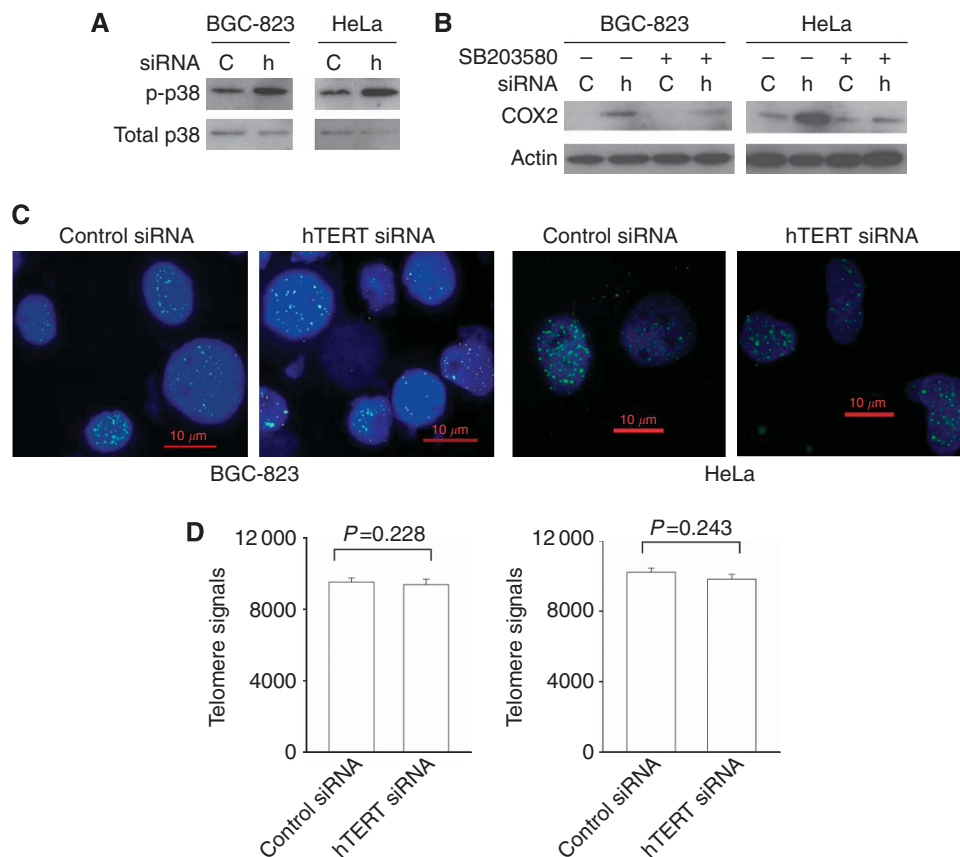 A
BGC-823 HeLa
siRNA C h C h
p-p38
Total p38
B
BGC-823 HeLa
SB203580 – – + + – – + +
siRNA C h C h C h C h
COX2
Actin
C
Control siRNA hTERT siRNA Control siRNA hTERT siRNA
10 μm 10 μm 10 μm 10 μm
BGC-823 HeLa
D
P=0.228
Telomere signals
12 000
8000
4000
0
Control siRNA
hTERT siRNA
P=0.243
Telomere signals
12 000
8000
4000
0
Control siRNA
hTERT siRNA